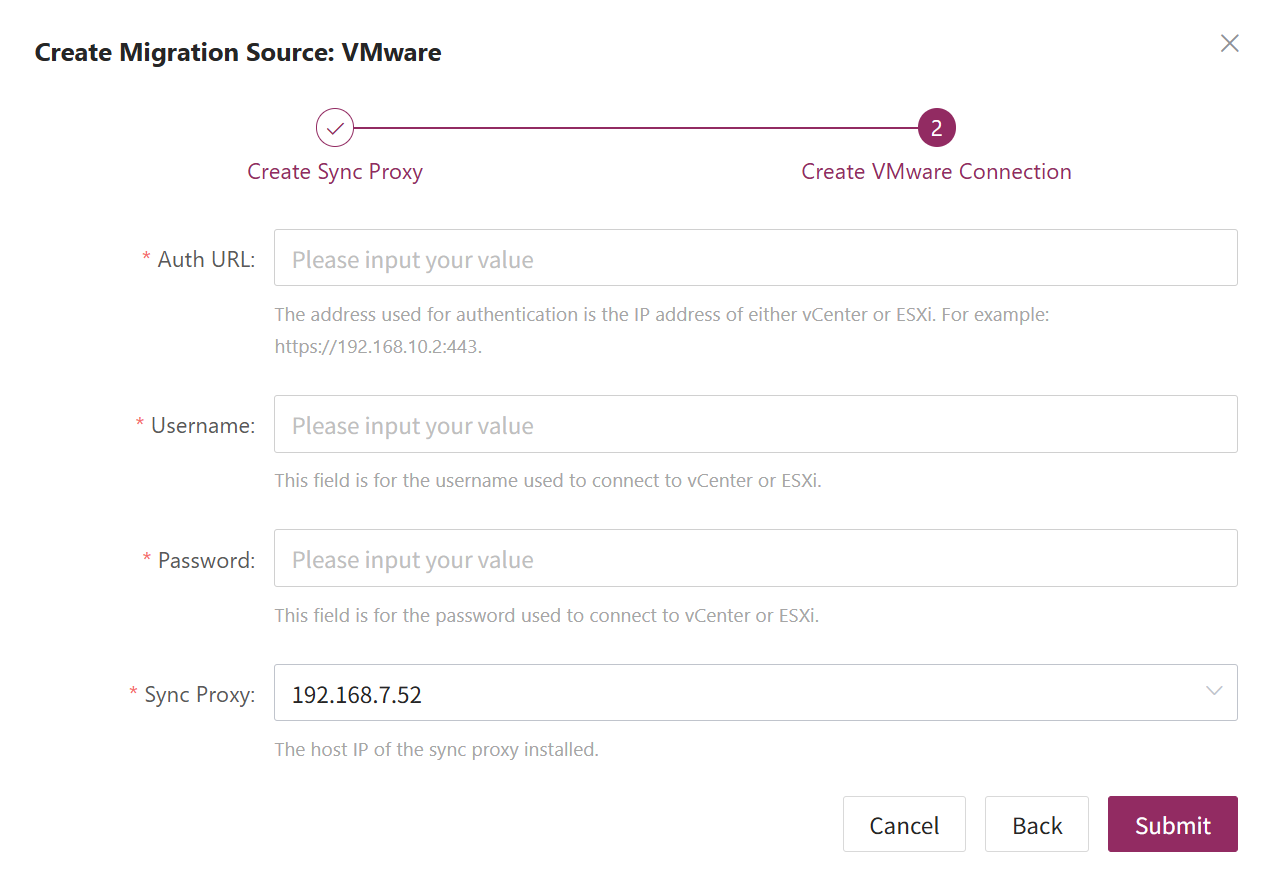 Create Migration Source: VMware
2
Create Sync Proxy
Create VMware Connection
* Auth URL:
Please input your value
The address used for authentication is the IP address of either vCenter or ESXi. For example:
https://192.168.10.2:443.
* Username:
Please input your value
This field is for the username used to connect to vCenter or ESXi.
* Password:
Please input your value
This field is for the password used to connect to vCenter or ESXi.
* Sync Proxy:
192.168.7.52
The host IP of the sync proxy installed.
Cancel
Back
Submit